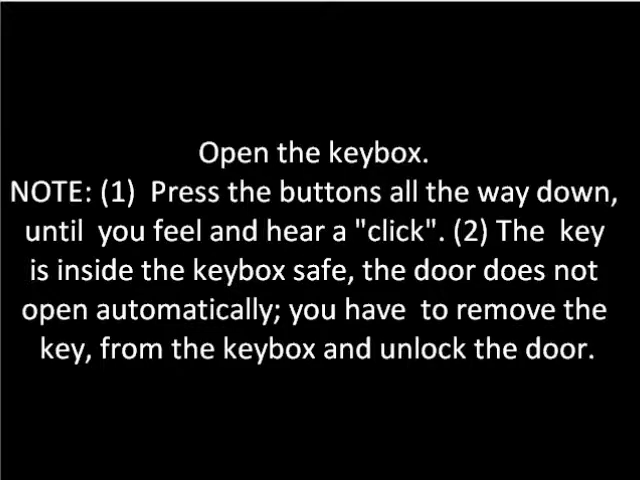 Open the keybox.
NOTE: (1)  Press the buttons all the way down,
until  you feel and hear a "click". (2) The  key
is inside the keybox safe, the door does not
open automatically; you have  to remove the
key, from the keybox and unlock the door.